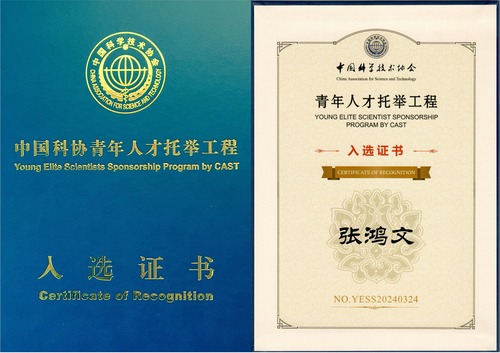 中国科学技术协会
CHINA ASSOCIATION FOR SCIENCE AND TECHNOLOGY
中国科协青年人才托举工程
Young Elite Scientists Sponsorship Program by CAST
入选证书
Certificate of Recognition
中国科学技术协会
China Association for Science and Technology
青年人才托举工程
YOUNG ELITE SCIENTIST SPONSORSHIP
PROGRAM BY CAST
入选证书
CERTIFICATE OF RECOGNITION
张鸿文
NO.YESS20240324